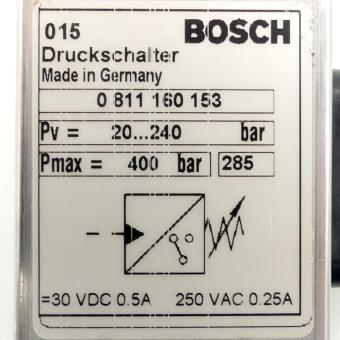 015 BOSCH
Druckschalter
Made in Germany
0 811 160 153
Pv = 20...240 bar
Pmax = 400 bar 285
=30 VDC 0.5A 250 VAC 0.25A